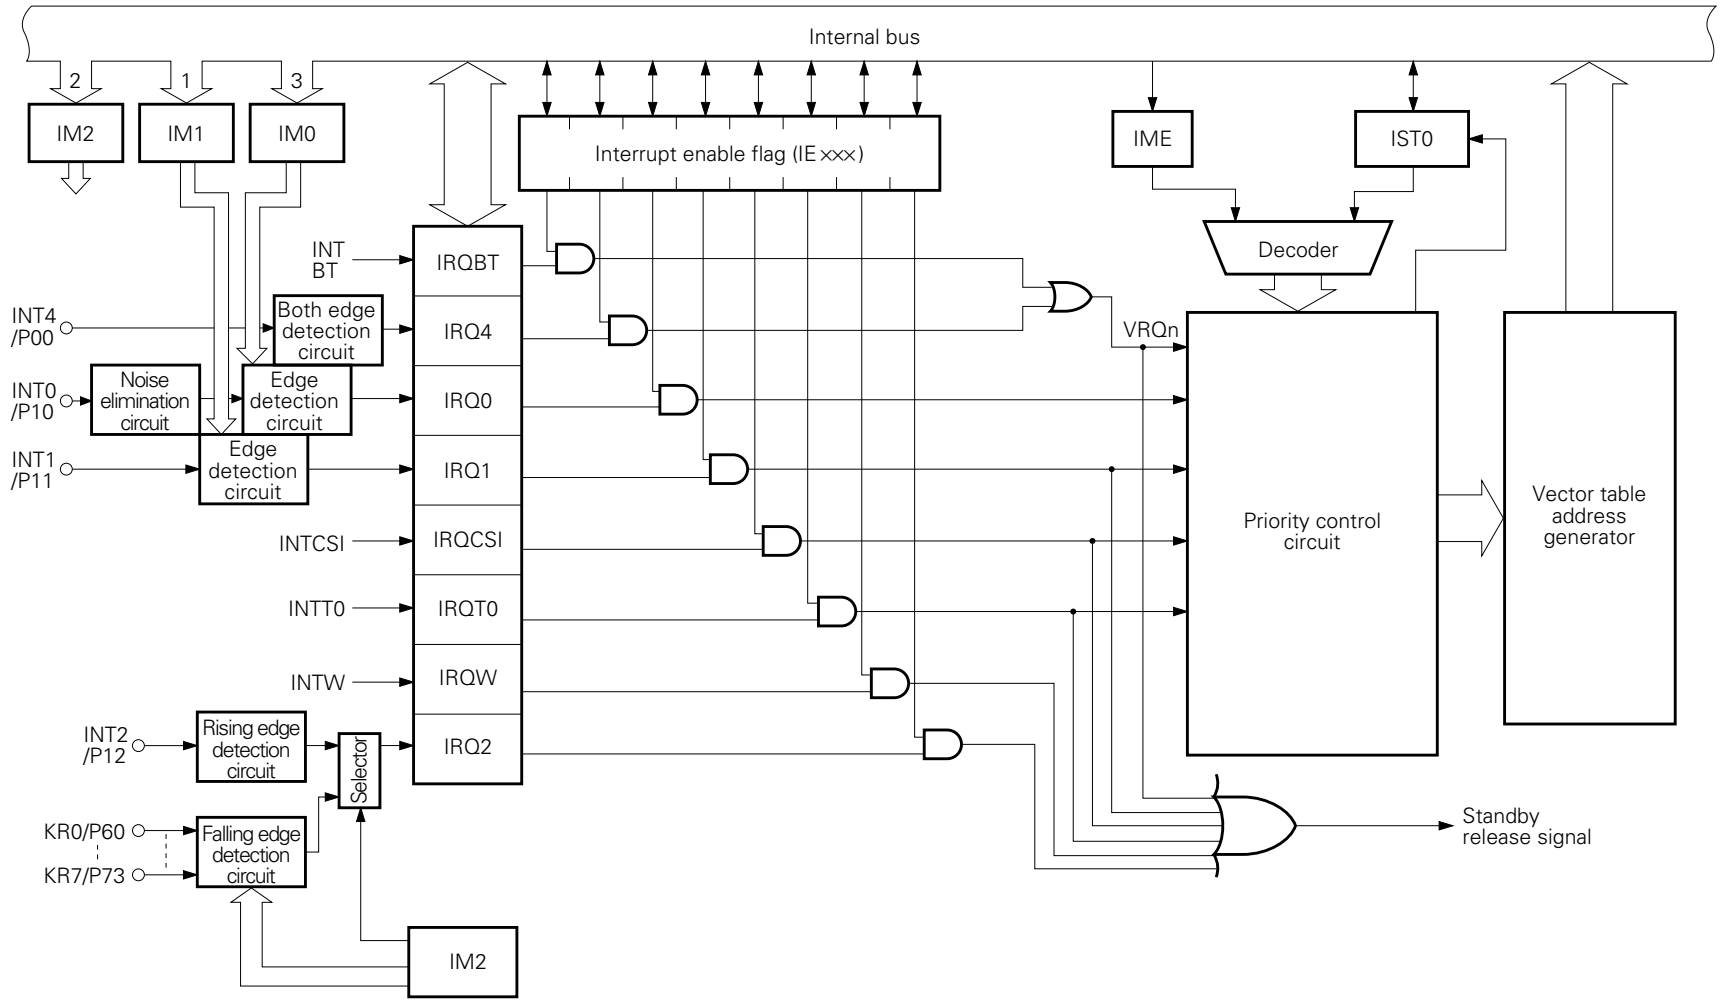 Internal bus
2
1
3
IM2
IM1
IM0
Interrupt enable flag (IE×××)
IME
IST0
Decoder
INT
BT
IRQBT
INT4
/P00
Both edge
detection
circuit
IRQ4
VRQn
INT0
/P10
Noise
elimination
circuit
Edge
detection
circuit
IRQ0
INT1
/P11
Edge
detection
circuit
IRQ1
Priority control
circuit
Vector table
address
generator
INTCSI
IRQCSI
INTT0
IRQT0
INTW
IRQW
INT2
/P12
Rising edge
detection
circuit
Selector
IRQ2
KR0/P60
KR7/P73
Falling edge
detection
circuit
Standby
release signal
IM2